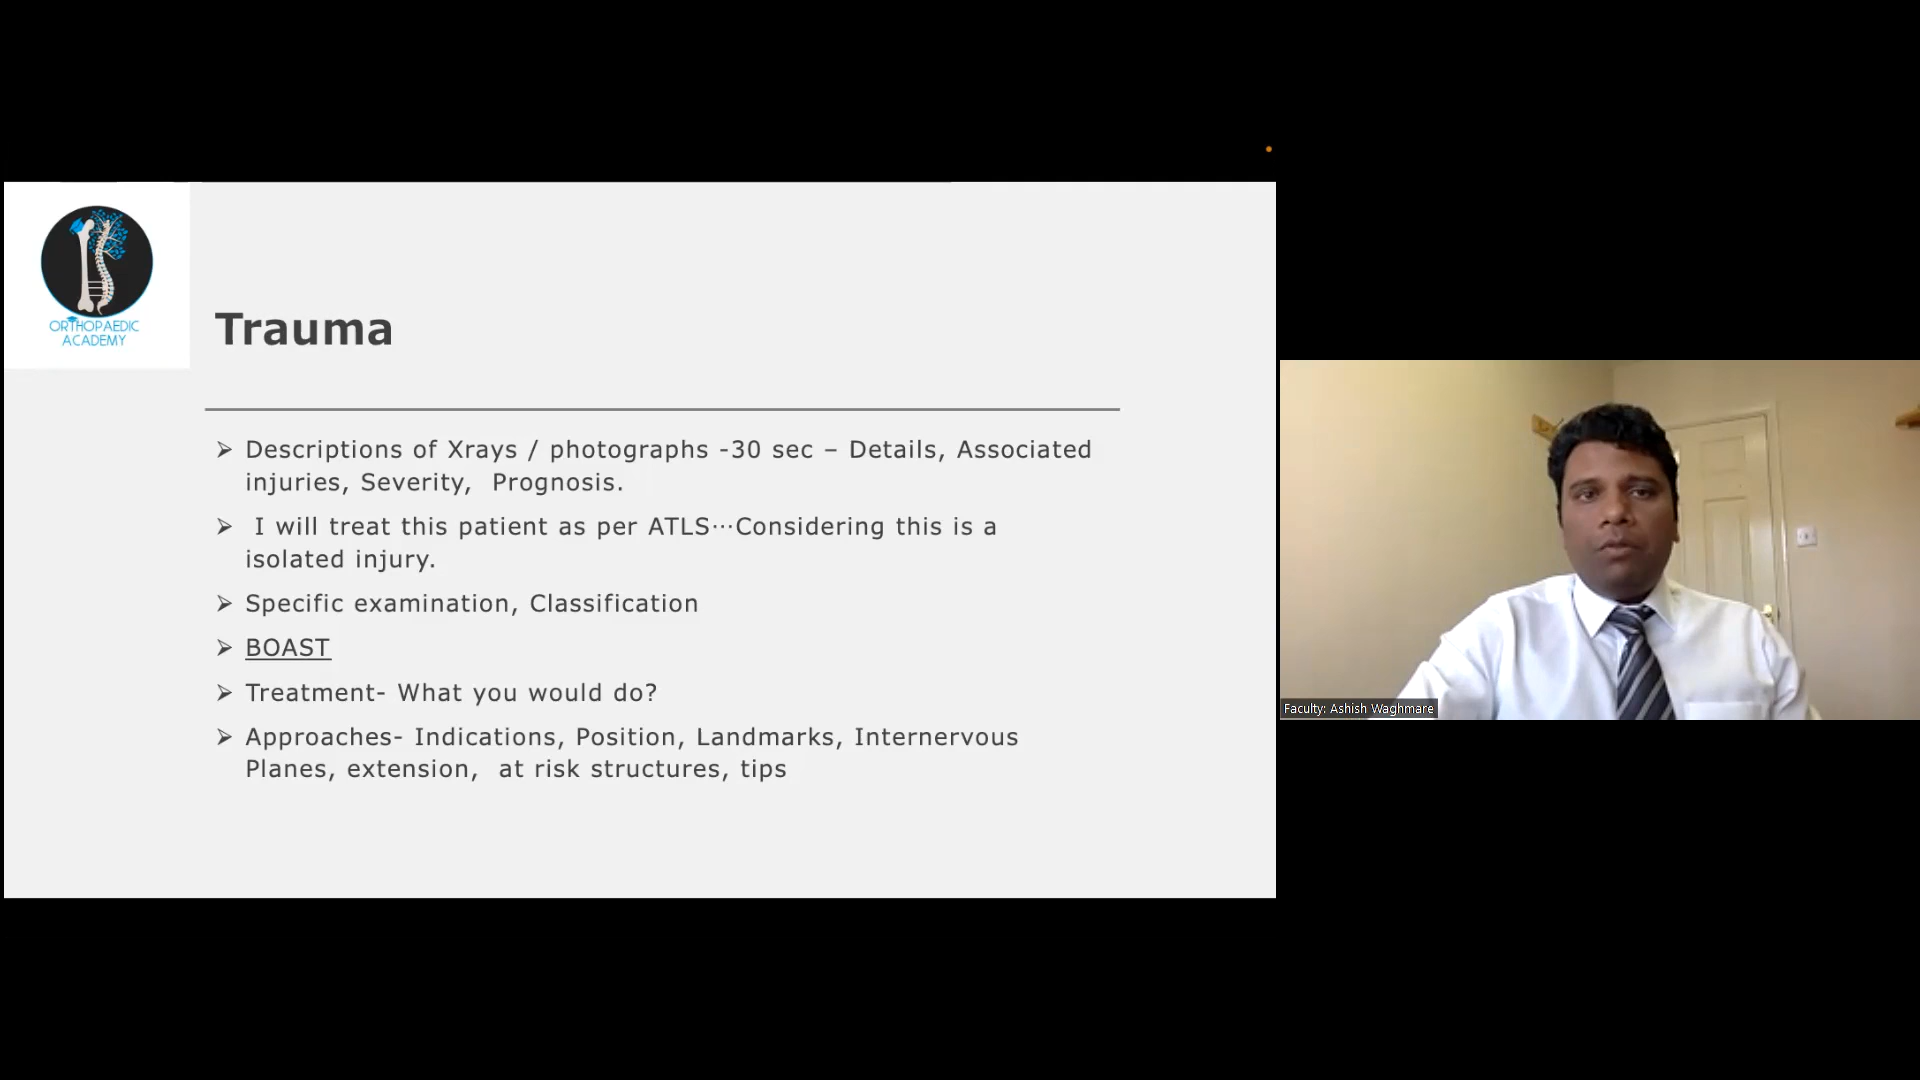 ORTHOPAEDIC
ACADEMY
Trauma
➢ Descriptions of Xrays / photographs -30 sec – Details, Associated
injuries, Severity,  Prognosis.
➢  I will treat this patient as per ATLS···Considering this is a
isolated injury.
➢ Specific examination, Classification
➢ BOAST
➢ Treatment- What you would do?
➢ Approaches- Indications, Position, Landmarks, Internervous
Planes, extension,  at risk structures, tips
Faculty: Ashish Waghmare